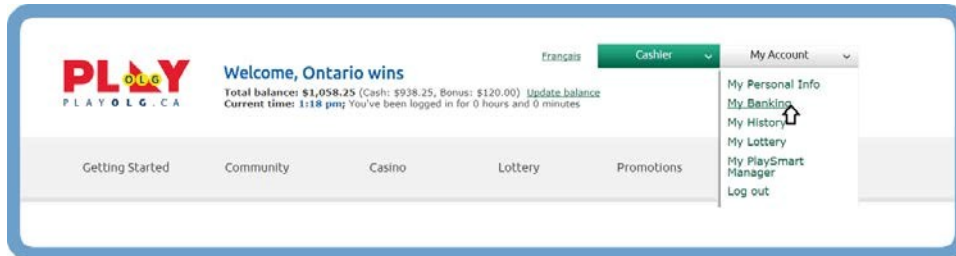 Français
Cashier
My Account
PLAY
OLG
PLAYOLG.CA
Welcome, Ontario wins
Total balance: $1,058.25 (Cash: $938.25, Bonus: $120.00) Update balance
Current time: 1:18 pm; You've been logged in for 0 hours and 0 minutes
My Personal Info
My Banking
My History
My Lottery
My PlaySmart
Manager
Log out
Getting Started
Community
Casino
Lottery
Promotions